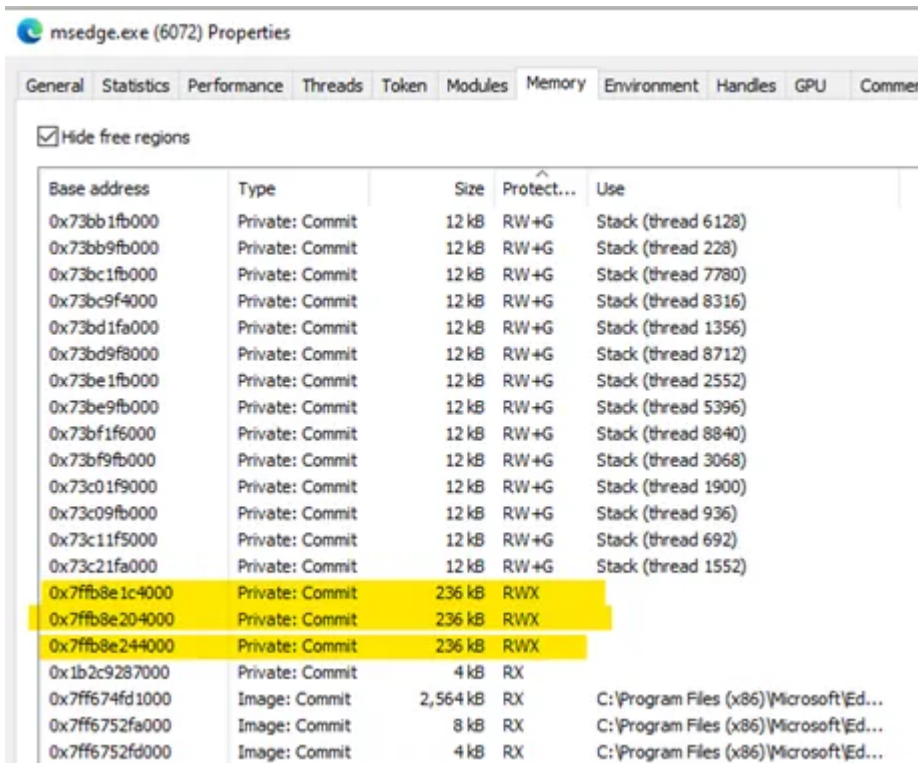 msedge.exe (6072) Properties
General Statistics Performance Threads Token Modules Memory Environment Handles GPU Commen
Hide free regions
Base address Type Size Protect... Use
0x73bb1fb000 Private: Commit 12 kB RW+G Stack (thread 6128)
0x73bb9fb000 Private: Commit 12 kB RW+G Stack (thread 228)
0x73bc1fb000 Private: Commit 12 kB RW+G Stack (thread 7780)
0x73bc9f4000 Private: Commit 12 kB RW+G Stack (thread 8316)
0x73bd1fa000 Private: Commit 12 kB RW+G Stack (thread 1356)
0x73bd9f8000 Private: Commit 12 kB RW+G Stack (thread 8712)
0x73be1fb000 Private: Commit 12 kB RW+G Stack (thread 2552)
0x73be9fb000 Private: Commit 12 kB RW+G Stack (thread 5396)
0x73bf1f6000 Private: Commit 12 kB RW+G Stack (thread 8840)
0x73bf9fb000 Private: Commit 12 kB RW+G Stack (thread 3068)
0x73c01f9000 Private: Commit 12 kB RW+G Stack (thread 1900)
0x73c09fb000 Private: Commit 12 kB RW+G Stack (thread 936)
0x73c11f5000 Private: Commit 12 kB RW+G Stack (thread 692)
0x73c21fa000 Private: Commit 12 kB RW+G Stack (thread 1552)
0x7ffb8e1c4000 Private: Commit 236 kB RWX
0x7ffb8e204000 Private: Commit 236 kB RWX
0x7ffb8e244000 Private: Commit 236 kB RWX
0x1b2c9287000 Private: Commit 4 kB RX
0x7ff674fd1000 Image: Commit 2,564 kB RX C:\Program Files (x86)\Microsoft\Ed...
0x7ff6752fa000 Image: Commit 8 kB RX C:\Program Files (x86)\Microsoft\Ed...
0x7ff6752fd000 Image: Commit 4 kB RX C:\Program Files (x86)\Microsoft\Ed...